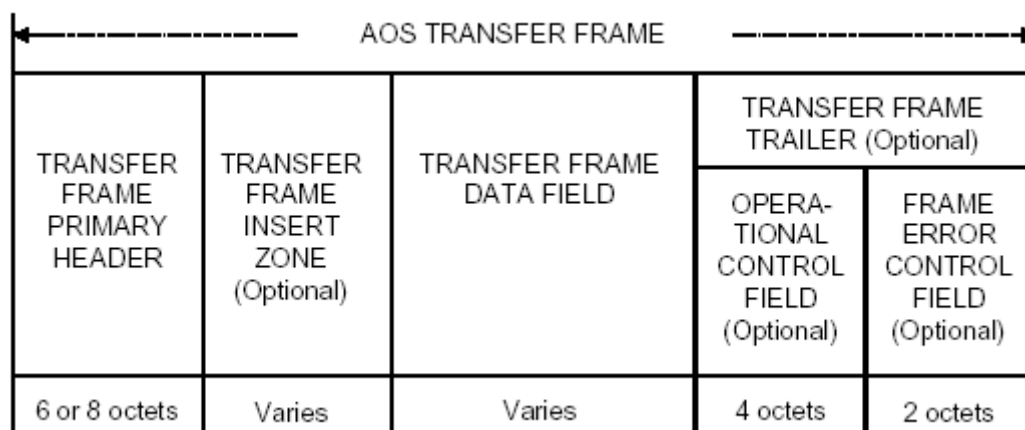 AOS TRANSFER FRAME
TRANSFER
FRAME
PRIMARY
HEADER
TRANSFER
FRAME
INSERT
ZONE
(Optional)
TRANSFER FRAME
DATA FIELD
TRANSFER FRAME
TRAILER (Optional)
OPERA-
TIONAL
CONTROL
FIELD
(Optional)
FRAME
ERROR
CONTROL
FIELD
(Optional)
6 or 8 octets
Varies
Varies
4 octets
2 octets